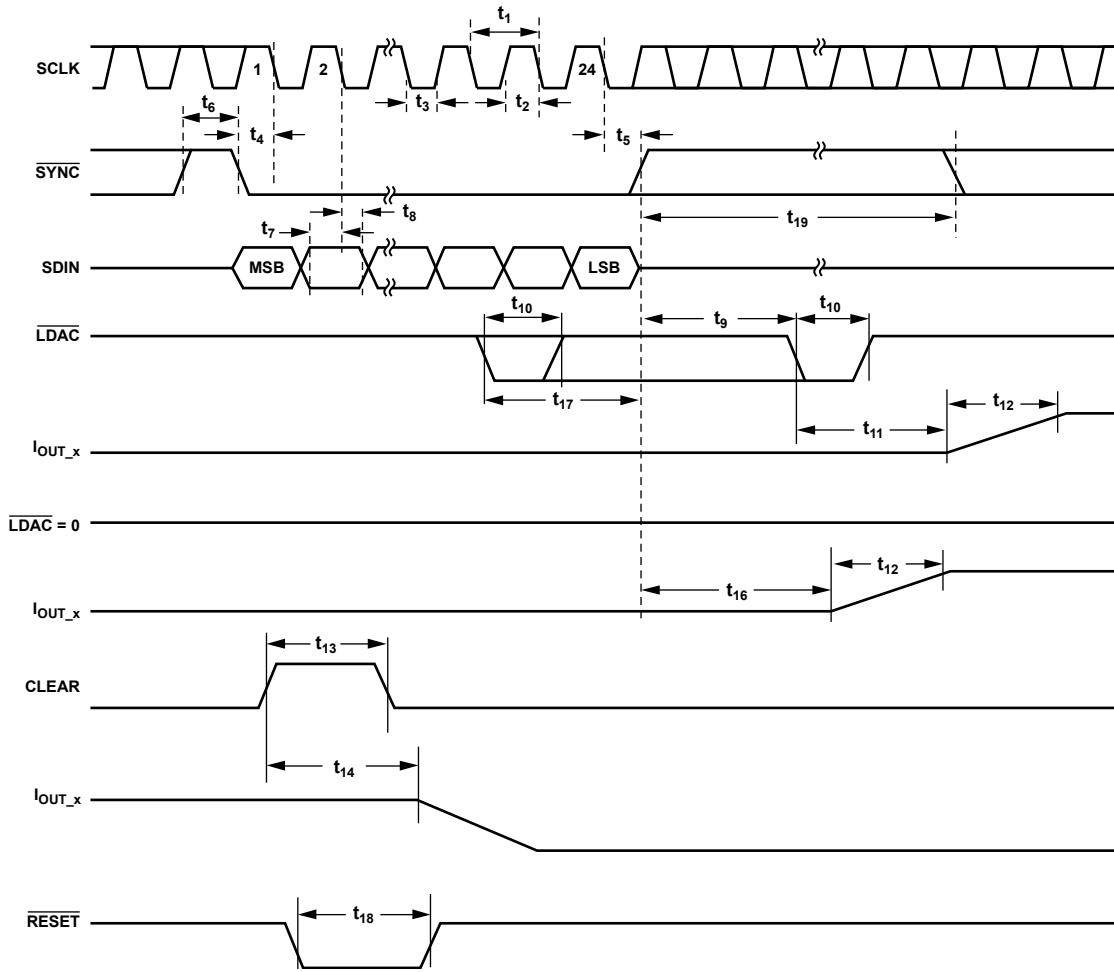 t1
SCLK
1
2
24
t3
t2
t6
t4
t5
SYNC
t19
t8
t7
SDIN
MSB
LSB
t10
t9
t10
LDAC
t17
t12
t11
IOUT_x
LDAC = 0
t12
t16
IOUT_x
t13
CLEAR
t14
IOUT_x
t18
RESET